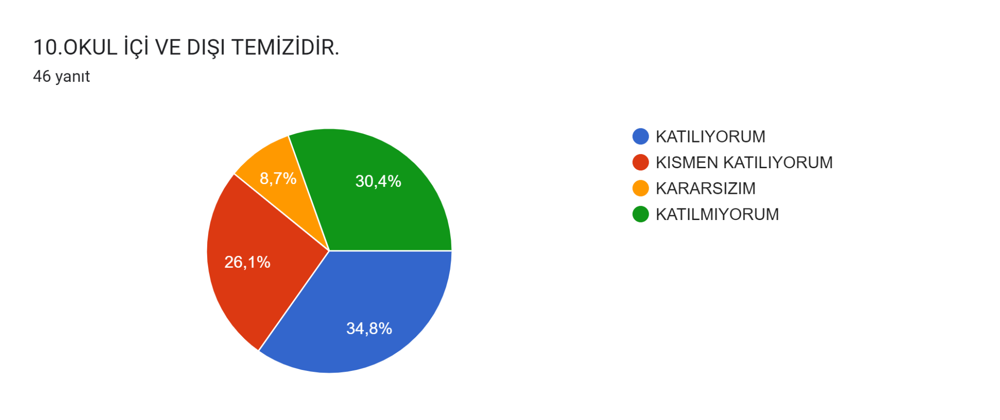 10.OKUL İÇİ VE DIŞI TEMİZİDİR.
46 yanıt
8,7%
30,4%
26,1%
34,8%
KATILIYORUM
KISMEN KATILIYORUM
KARARSIZIM
KATILMIYORUM